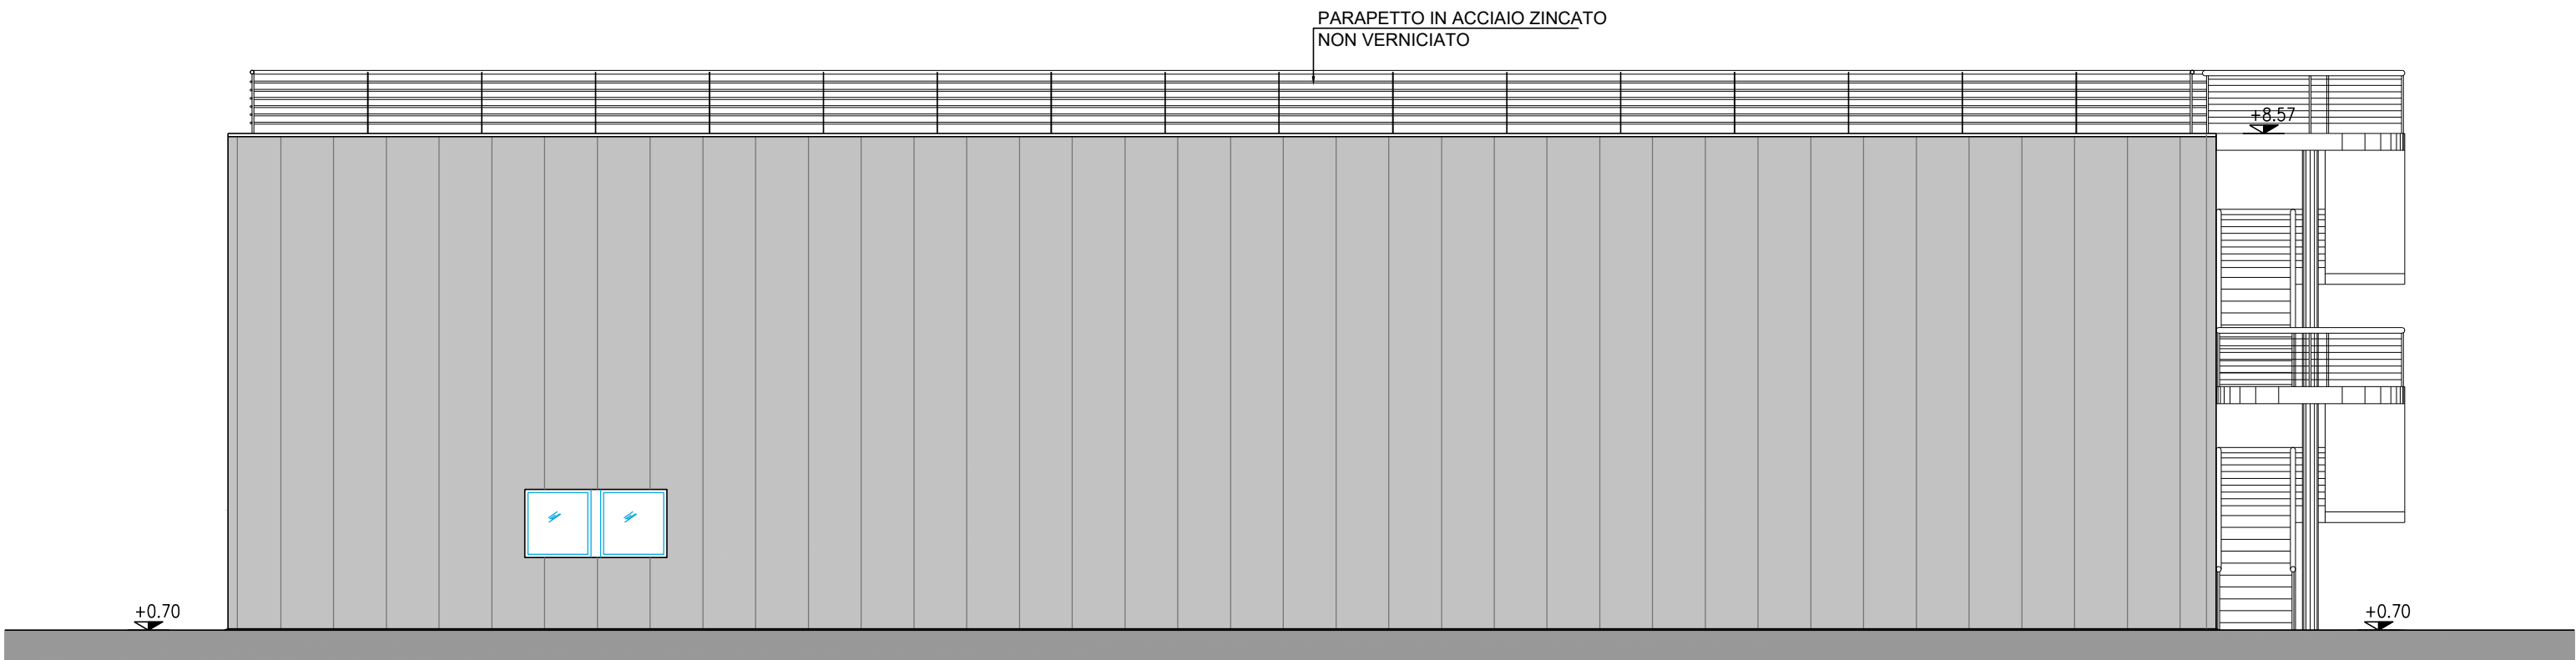 PARAPETTO IN ACCIAIO ZINCATO
NON VERNICIATO
+8.57
+0.70
+0.70